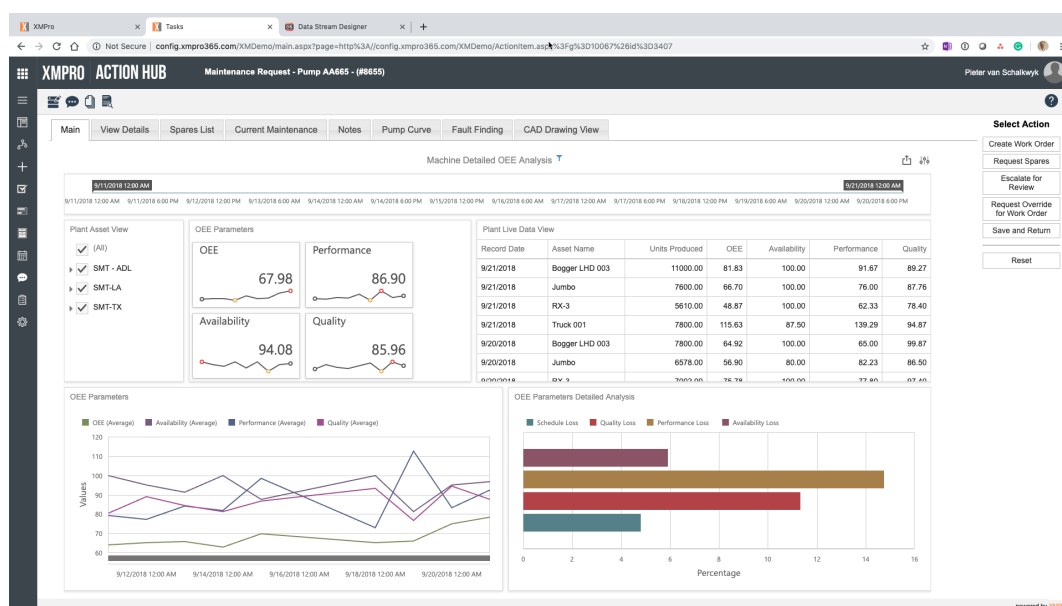 XMPro
Tasks
Data Stream Designer
Not Secure | config.xmpro365.com/XMDemo/main.aspx?page=http%3A//config.xmpro365.com/XMDemo/ActionItem.aspx%3Fg%3D10067%26id%3D3407
XMPRO ACTION HUB
Maintenance Request - Pump AA665 - (#8655)
Pieter van Schalkwyk
Main
View Details
Spares List
Current Maintenance
Notes
Pump Curve
Fault Finding
CAD Drawing View
Select Action
Create Work Order
Request Spares
Escalate for
Review
Request Override
for Work Order
Save and Return
Reset
Machine Detailed OEE Analysis
9/11/2018 12:00 AM
9/21/2018 12:00 AM
9/11/2018 12:00 AM 9/11/2018 6:00 PM 9/12/2018 12:00 PM 9/13/2018 6:00 AM 9/14/2018 12:00 AM 9/14/2018 6:00 PM 9/15/2018 12:00 PM 9/16/2018 6:00 AM 9/17/2018 12:00 AM 9/17/2018 6:00 PM 9/18/2018 12:00 PM 9/19/2018 6:00 AM 9/20/2018 12:00 AM 9/20/2018 6:00 PM
Plant Asset View
(All)
SMT - ADL
SMT-LA
SMT-TX
OEE Parameters
OEE
67.98
Performance
86.90
Availability
94.08
Quality
85.96
Plant Live Data View
Record Date Asset Name Units Produced OEE Availability Performance Quality
9/21/2018 Bogger LHD 003 11000.00 81.83 100.00 91.67 89.27
9/21/2018 Jumbo 7600.00 66.70 100.00 76.00 87.76
9/21/2018 RX-3 5610.00 48.87 100.00 62.33 78.40
9/21/2018 Truck 001 7800.00 115.63 87.50 139.29 94.87
9/20/2018 Bogger LHD 003 7800.00 64.92 100.00 65.00 99.87
9/20/2018 Jumbo 6578.00 56.90 80.00 82.23 86.50
9/20/2018 RX-3 7002.00 75.78 100.00 77.80 97.40
OEE Parameters
OEE (Average) Availability (Average) Performance (Average) Quality (Average)
Values
120
110
100
90
80
70
60
9/12/2018 12:00 AM 9/14/2018 12:00 AM 9/16/2018 12:00 AM 9/18/2018 12:00 AM 9/20/2018 12:00 AM
OEE Parameters Detailed Analysis
Schedule Loss Quality Loss Performance Loss Availability Loss
0 2 4 6 8 10 12 14 16
Percentage